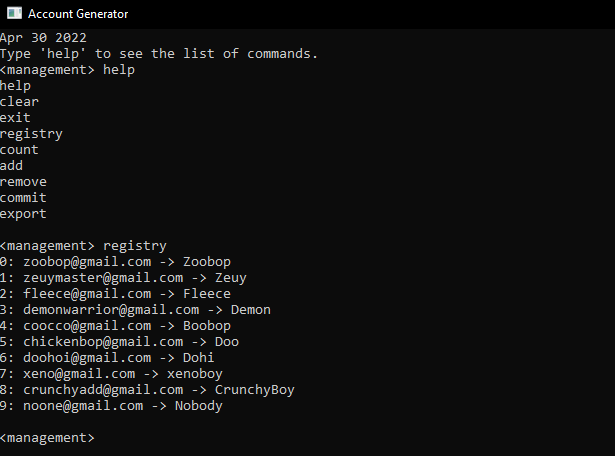 Account Generator
Apr 30 2022
Type 'help' to see the list of commands.
<management> help
help
clear
exit
registry
count
add
remove
commit
export
<management> registry
0: zoobop@gmail.com -> Zoobop
1: zeuymaster@gmail.com -> Zeuy
2: fleece@gmail.com -> Fleece
3: demonwarrior@gmail.com -> Demon
4: coocco@gmail.com -> Boobop
5: chickenbop@gmail.com -> Doo
6: doohoi@gmail.com -> Dohi
7: xeno@gmail.com -> xenoboy
8: crunchyadd@gmail.com -> CrunchyBoy
9: noone@gmail.com -> Nobody
<management>